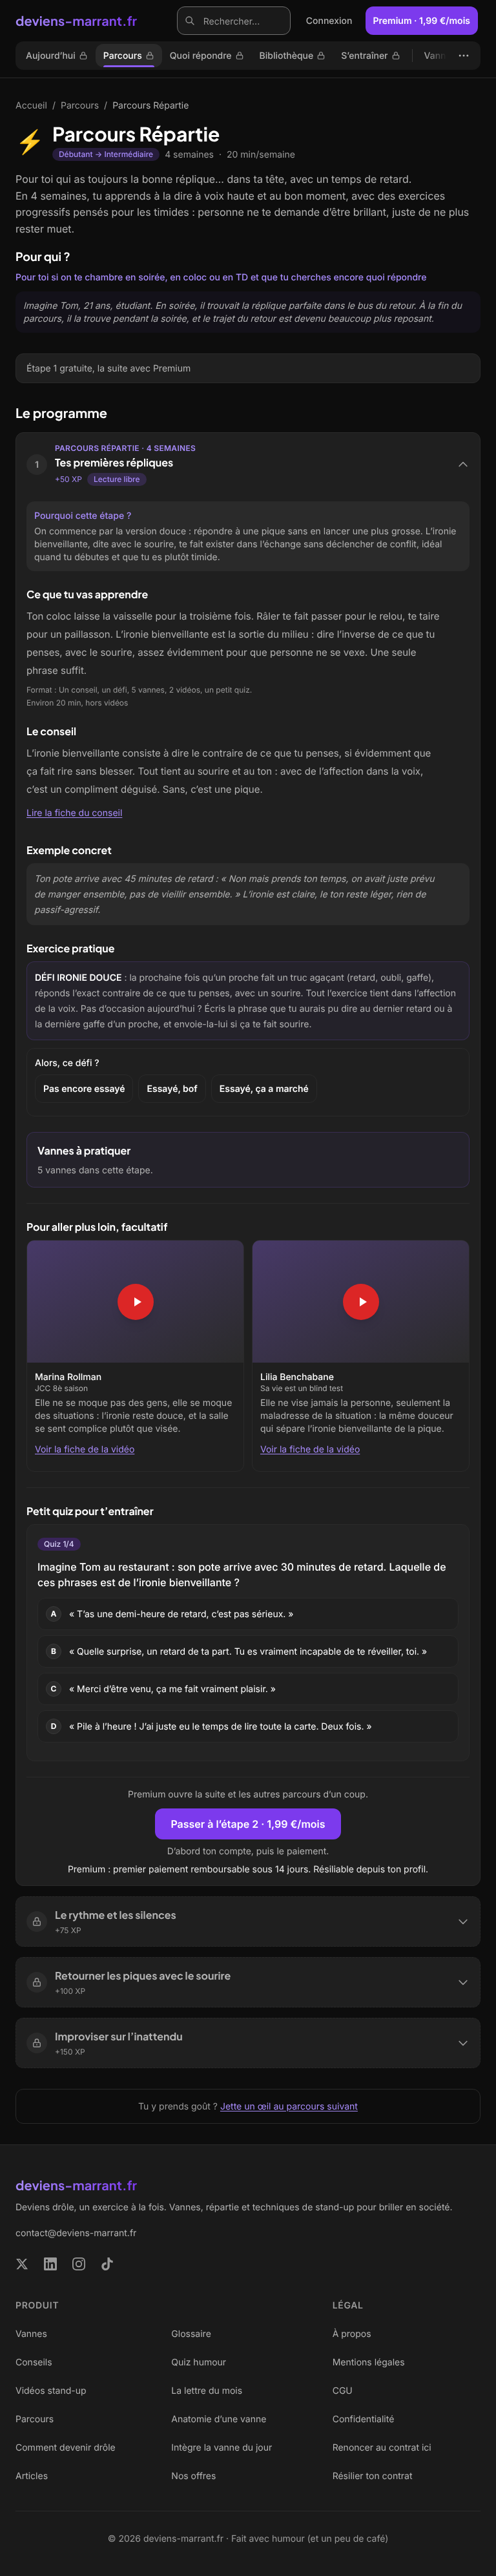 deviens-marrant.fr
Rechercher...
Connexion
Premium · 1,99 €/mois
Aujourd'hui
Parcours
Quoi répondre
Bibliothèque
S'entraîner
Accueil / Parcours / Parcours Répartie
⚡ Parcours Répartie
Débutant → Intermédiaire 4 semaines · 20 min/semaine
Pour toi qui as toujours la bonne réplique… dans ta tête, avec un temps de retard.
En 4 semaines, tu apprends à la dire à voix haute et au bon moment, avec des exercices
progressifs pensés pour les timides : personne ne te demande d'être brillant, juste de ne plus
rester muet.
Pour qui ?
Pour toi si on te chambre en soirée, en coloc ou en TD et que tu cherches encore quoi répondre
Imagine Tom, 21 ans, étudiant. En soirée, il trouvait la réplique parfaite dans le bus du retour. À la fin du
parcours, il la trouve pendant la soirée, et le trajet du retour est devenu beaucoup plus reposant.
Étape 1 gratuite, la suite avec Premium
Le programme
PARCOURS RÉPARTIE · 4 SEMAINES
1
Tes premières répliques
+50 XP Lecture libre
Pourquoi cette étape ?
On commence par la version douce : répondre à une pique sans en lancer une plus grosse. L'ironie
bienveillante, dite avec le sourire, te fait exister dans l'échange sans déclencher de conflit, idéal
quand tu débutes et que tu es plutôt timide.
Ce que tu vas apprendre
Ton coloc laisse la vaisselle pour la troisième fois. Râler te fait passer pour le relou, te taire
pour un paillasson. L'ironie bienveillante est la sortie du milieu : dire l'inverse de ce que tu
penses, avec le sourire, assez évidemment pour que personne ne se vexe. Une seule
phrase suffit.
Format : Un conseil, un défi, 5 vannes, 2 vidéos, un petit quiz.
Environ 20 min, hors vidéos
Le conseil
L'ironie bienveillante consiste à dire le contraire de ce que tu penses, si évidemment que
ça fait rire sans blesser. Tout tient au sourire et au ton : avec de l'affection dans la voix,
c'est un compliment déguisé. Sans, c'est une pique.
Lire la fiche du conseil
Exemple concret
Ton pote arrive avec 45 minutes de retard : « Non mais prends ton temps, on avait juste prévu
de manger ensemble, pas de vieillir ensemble. » L'ironie est claire, le ton reste léger, rien de
passif-agressif.
Exercice pratique
DÉFI IRONIE DOUCE : la prochaine fois qu'un proche fait un truc agaçant (retard, oubli, gaffe),
réponds l'exact contraire de ce que tu penses, avec un sourire. Tout l'exercice tient dans l'affection
de la voix. Pas d'occasion aujourd'hui ? Écris la phrase que tu aurais pu dire au dernier retard ou à
la dernière gaffe d'un proche, et envoie-la-lui si ça te fait sourire.
Alors, ce défi ?
Pas encore essayé
Essayé, bof
Essayé, ça a marché
Vannes à pratiquer
5 vannes dans cette étape.
Pour aller plus loin, facultatif
Marina Rollman
JCC 8è saison
Elle ne se moque pas des gens, elle se moque
des situations : l'ironie reste douce, et la salle
se sent complice plutôt que visée.
Voir la fiche de la vidéo
Lilia Benchabane
Sa vie est un blind test
Elle ne vise jamais la personne, seulement la
maladresse de la situation : la même douceur
qui sépare l'ironie bienveillante de la pique.
Voir la fiche de la vidéo
Petit quiz pour t'entraîner
Quiz 1/4
Imagine Tom au restaurant : son pote arrive avec 30 minutes de retard. Laquelle de
ces phrases est de l'ironie bienveillante ?
A « T'as une demi-heure de retard, c'est pas sérieux. »
B « Quelle surprise, un retard de ta part. Tu es vraiment incapable de te réveiller, toi. »
C « Merci d'être venu, ça me fait vraiment plaisir. »
D « Pile à l'heure ! J'ai juste eu le temps de lire toute la carte. Deux fois. »
Premium ouvre la suite et les autres parcours d'un coup.
Passer à l'étape 2 · 1,99 €/mois
D'abord ton compte, puis le paiement.
Premium : premier paiement remboursable sous 14 jours. Résiliable depuis ton profil.
Le rythme et les silences
+75 XP
Retourner les piques avec le sourire
+100 XP
Improviser sur l'inattendu
+150 XP
Tu y prends goût ? Jette un œil au parcours suivant
deviens-marrant.fr
Deviens drôle, un exercice à la fois. Vannes, répartie et techniques de stand-up pour briller en société.
contact@deviens-marrant.fr
PRODUIT
Vannes
Conseils
Vidéos stand-up
Parcours
Comment devenir drôle
Articles
Glossaire
Quiz humour
La lettre du mois
Anatomie d'une vanne
Intègre la vanne du jour
Nos offres
LÉGAL
À propos
Mentions légales
CGU
Confidentialité
Renoncer au contrat ici
Résilier ton contrat
© 2026 deviens-marrant.fr · Fait avec humour (et un peu de café)